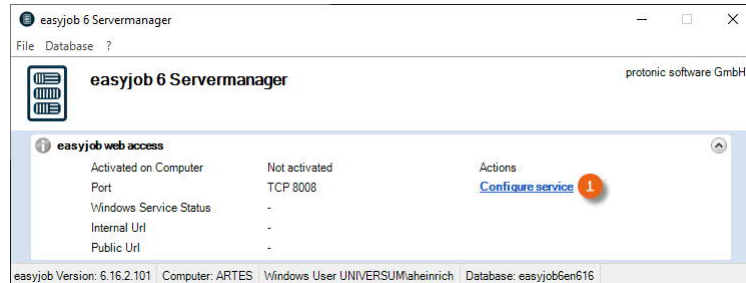 easyjob 6 Servermanager
File Database ?
easyjob 6 Servermanager
protonic software GmbH
easyjob web access
Activated on Computer Not activated Actions
Port TCP 8008 Configure service 1
Windows Service Status -
Internal Url -
Public Url -
easyjob Version: 6.16.2.101 Computer: ARTES Windows User UNIVERSUM\aheinrich Database: easyjob6en616